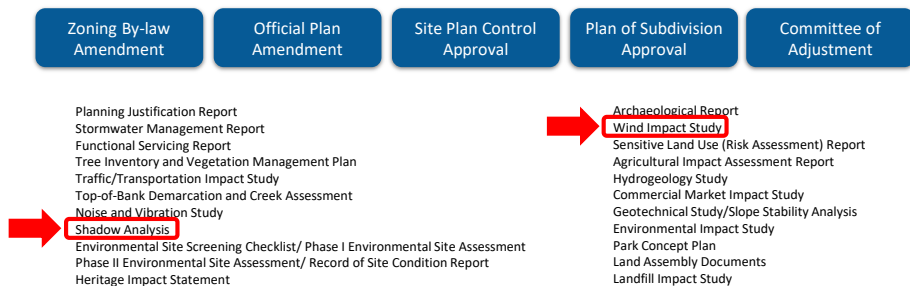 Zoning By-law
Amendment
Official Plan
Amendment
Site Plan Control
Approval
Plan of Subdivision
Approval
Committee of
Adjustment
Planning Justification Report
Stormwater Management Report
Functional Servicing Report
Tree Inventory and Vegetation Management Plan
Traffic/Transportation Impact Study
Top-of-Bank Demarcation and Creek Assessment
Noise and Vibration Study
Shadow Analysis
Environmental Site Screening Checklist/ Phase I Environmental Site Assessment
Phase II Environmental Site Assessment/ Record of Site Condition Report
Heritage Impact Statement
Archaeological Report
Wind Impact Study
Sensitive Land Use (Risk Assessment) Report
Agricultural Impact Assessment Report
Hydrogeology Study
Commercial Market Impact Study
Geotechnical Study/Slope Stability Analysis
Environmental Impact Study
Park Concept Plan
Land Assembly Documents
Landfill Impact Study